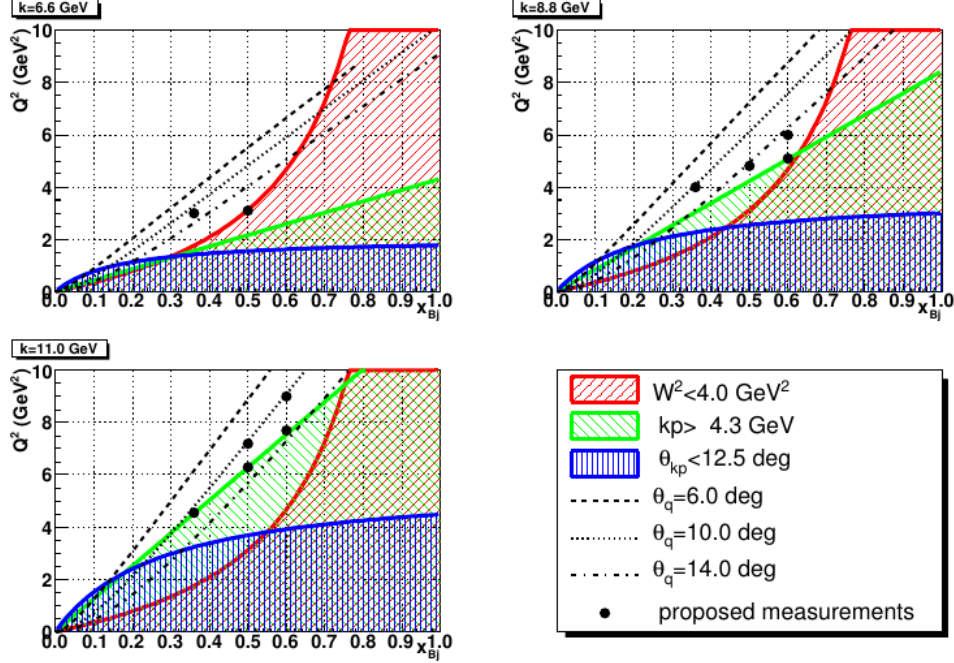 k=6.6 GeV
Q² (GeV²)
10
8
6
4
2
0
0.0 0.1 0.2 0.3 0.4 0.5 0.6 0.7 0.8 0.9 1.0
x_Bj
k=8.8 GeV
Q² (GeV²)
10
8
6
4
2
0
0.0 0.1 0.2 0.3 0.4 0.5 0.6 0.7 0.8 0.9 1.0
x_Bj
k=11.0 GeV
Q² (GeV²)
10
8
6
4
2
0
0.0 0.1 0.2 0.3 0.4 0.5 0.6 0.7 0.8 0.9 1.0
x_Bj
W²<4.0 GeV²
kp> 4.3 GeV
θ_kp<12.5 deg
θ_q=6.0 deg
θ_q=10.0 deg
θ_q=14.0 deg
proposed measurements